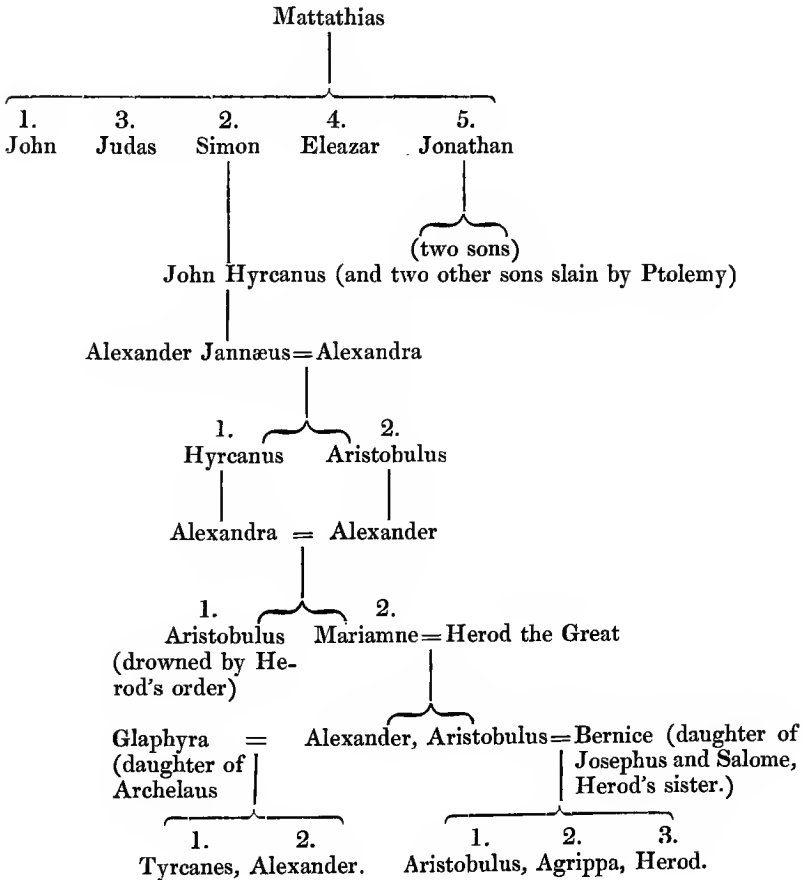 Mattathias
1. 3. 2. 4. 5.
John Judas Simon Eleazar Jonathan
(two sons)
John Hyrcanus (and two other sons slain by Ptolemy)
Alexander Jannæus=Alexandra
1. 2.
Hyrcanus Aristobulus
Alexandra = Alexander
1. 2.
Aristobulus Mariamne=Herod the Great
(drowned by He-
rod's order)
Glaphyra = Alexander, Aristobulus=Bernice (daughter of
(daughter of Josephus and Salome,
Archelaus Herod's sister.)
1. 2. 1. 2. 3.
Tyrcanes, Alexander. Aristobulus, Agrippa, Herod.